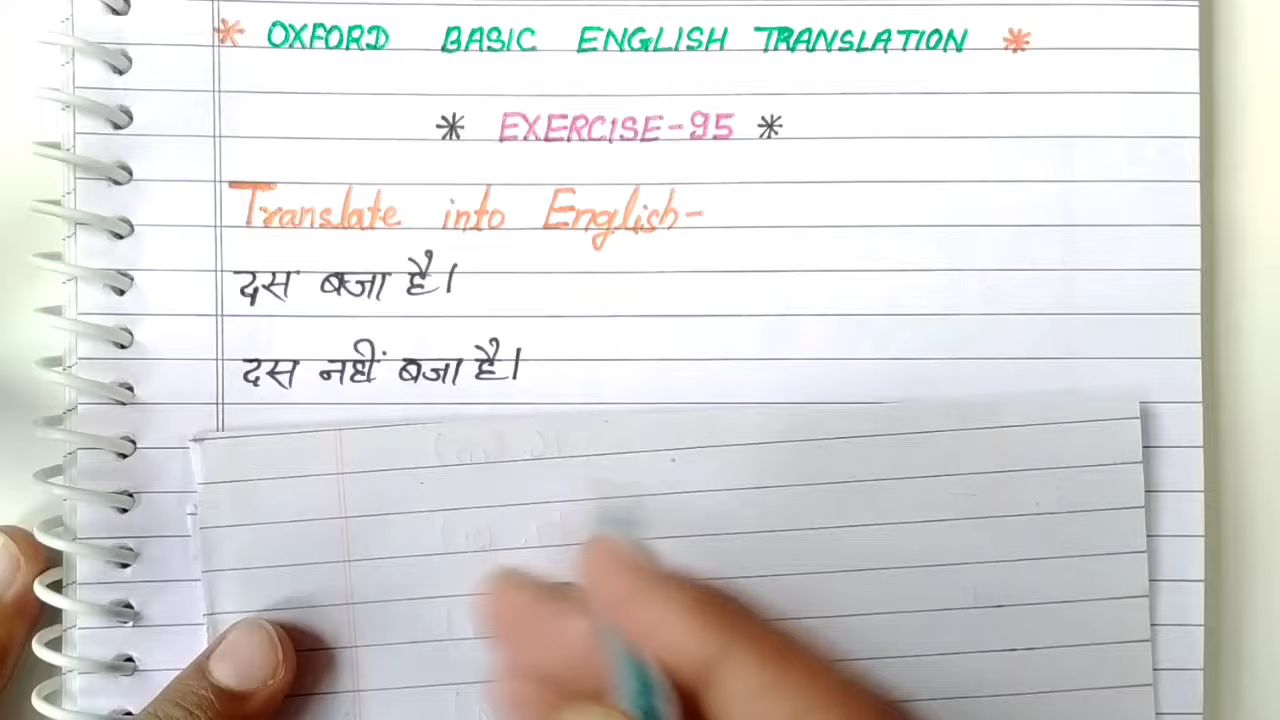 * OXFORD BASIC ENGLISH TRANSLATION *
* EXERCISE-95 *
Translate into English-
दस बजा है।
दस नहीं बजा है।